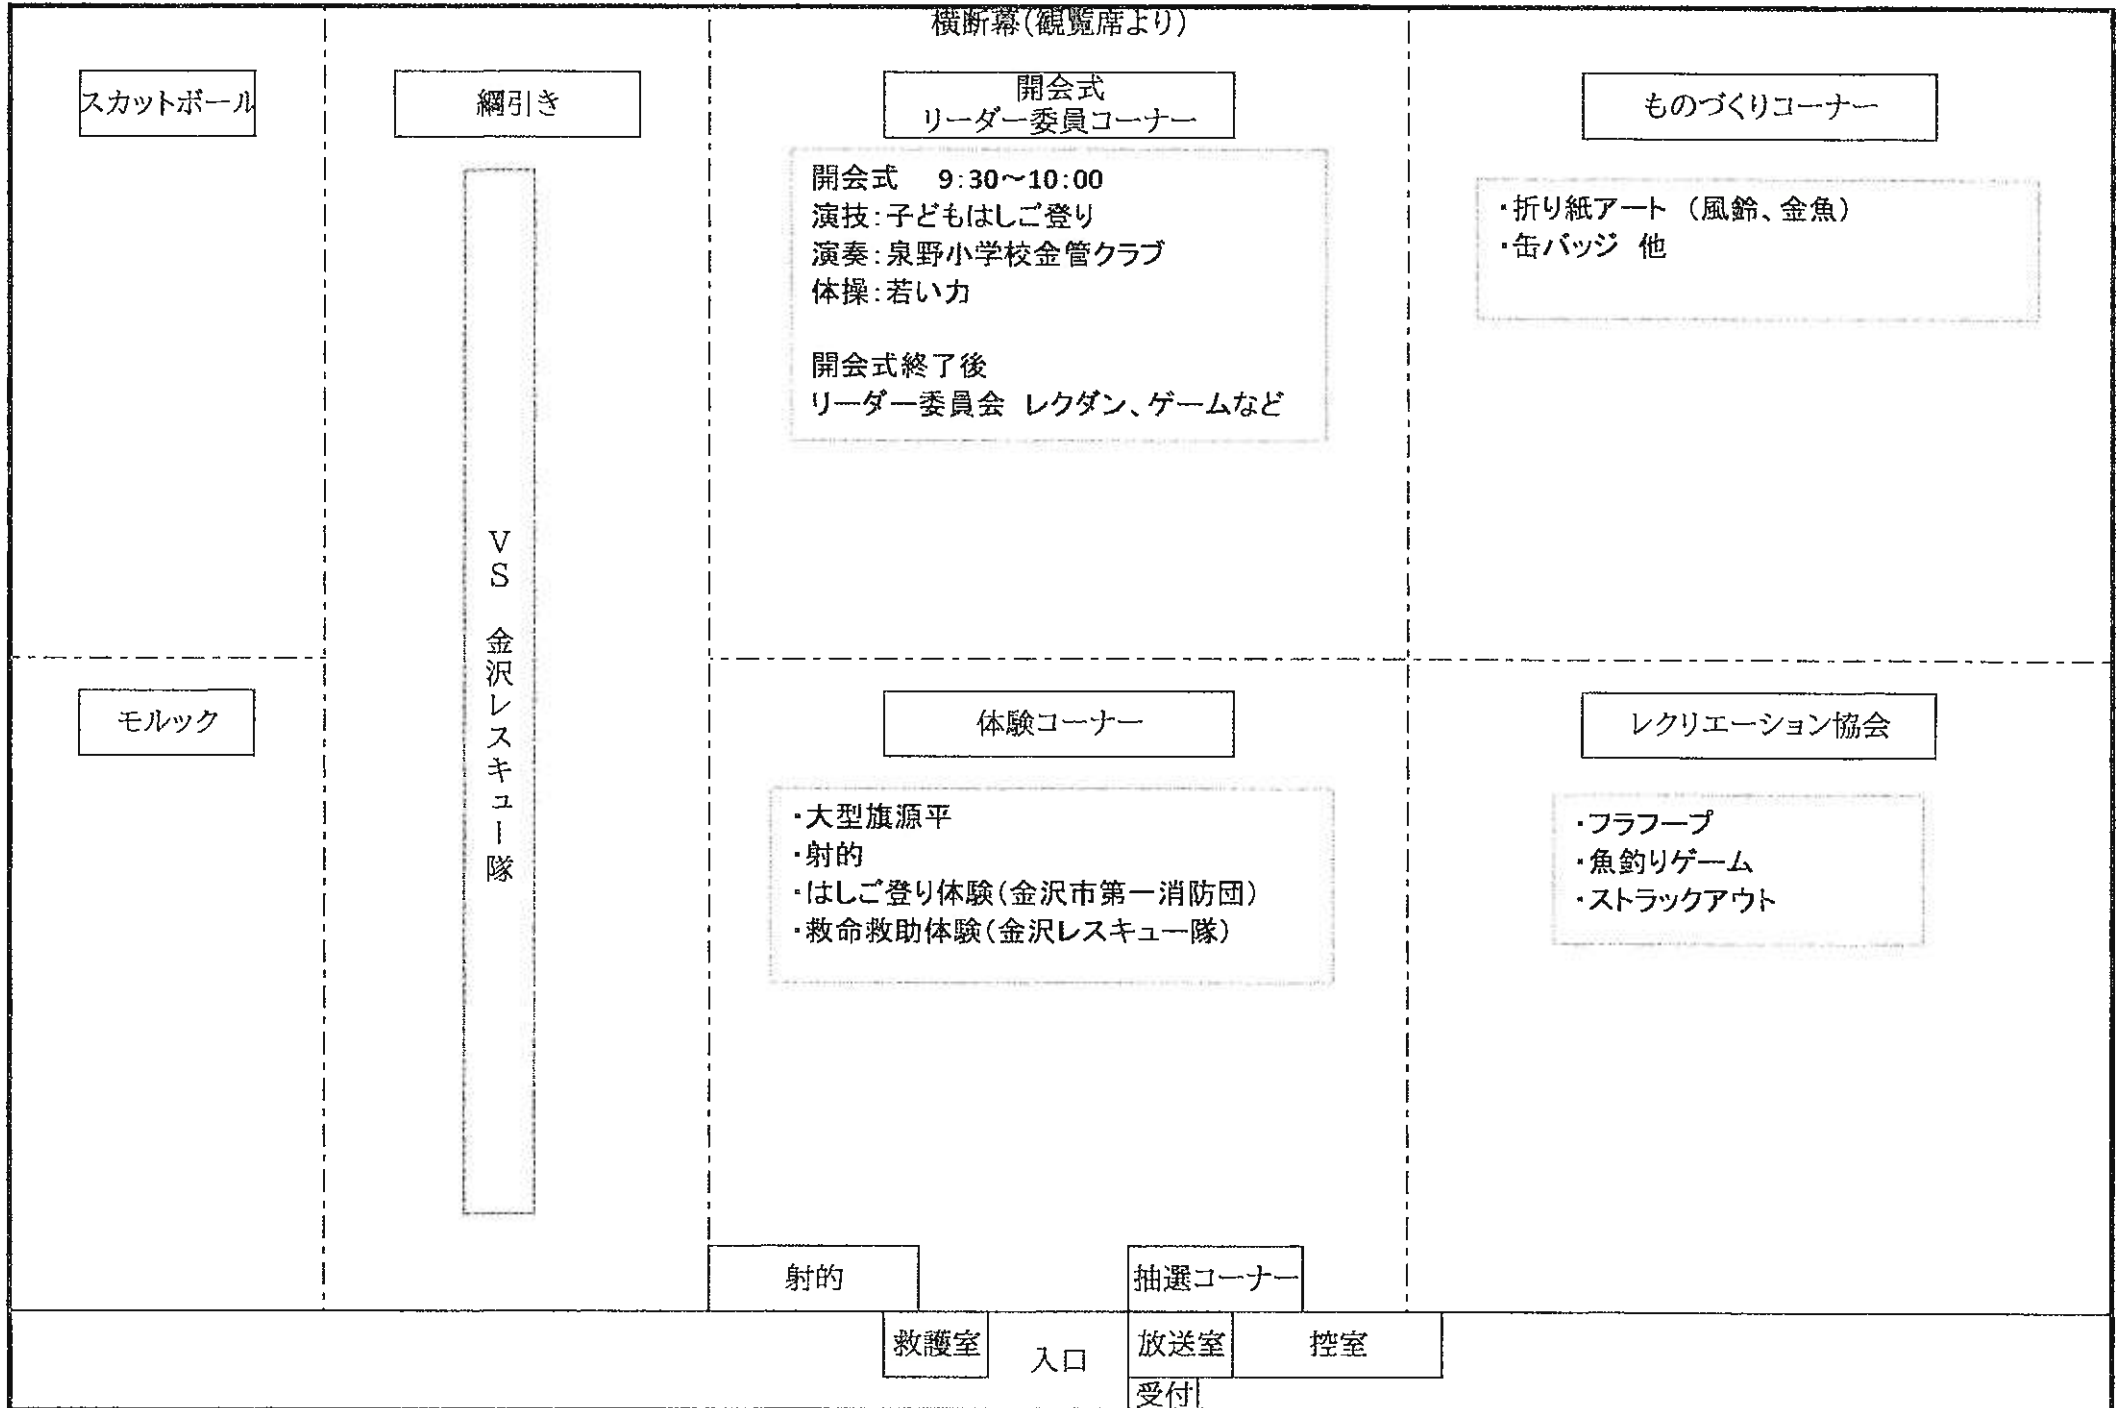 横断幕(観覧席より)
スカットボール
綱引き
開会式
リーダー委員コーナー
ものづくりコーナー
開会式 9:30～10:00
演技:子どもはしご登り
演奏:泉野小学校金管クラブ
体操:若い力
開会式終了後
リーダー委員会 レクダン、ゲームなど
・折り紙アート (風鈴、金魚)
・缶バッジ 他
VS 金沢レスキュー隊
モルック
体験コーナー
レクリエーション協会
・大型旗源平
・射的
・はしご登り体験(金沢市第一消防団)
・救命救助体験(金沢レスキュー隊)
・フラフープ
・魚釣りゲーム
・ストラックアウト
射的
抽選コーナー
救護室
入口
放送室
控室
受付